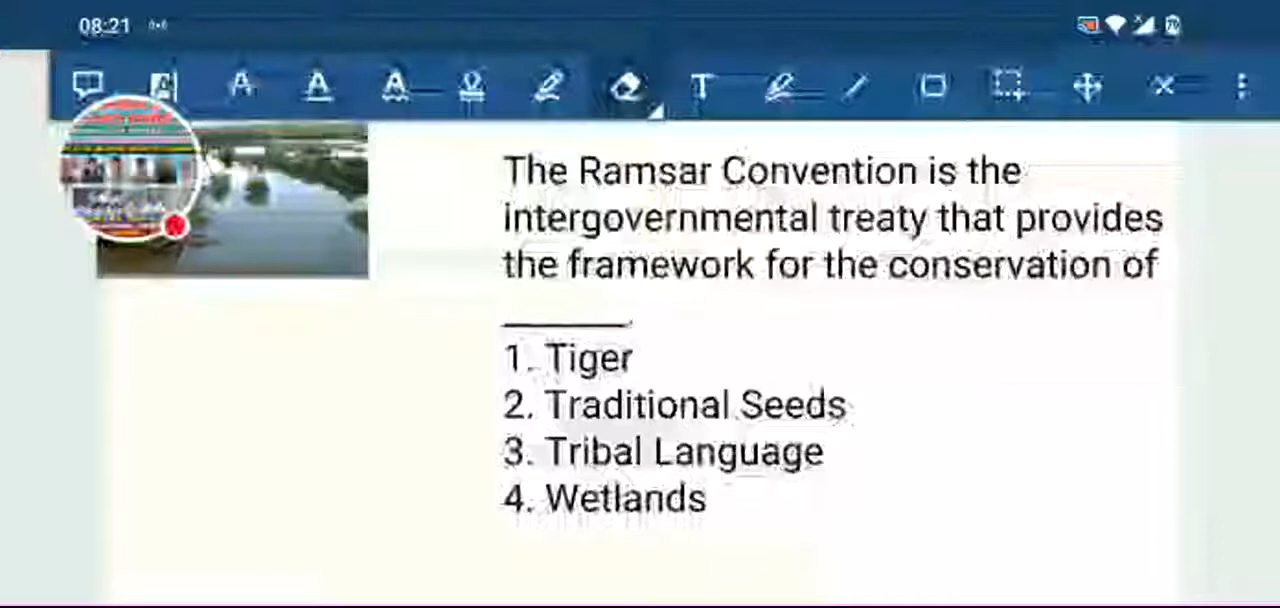 08:21
The Ramsar Convention is the
intergovernmental treaty that provides
the framework for the conservation of
______.
1. Tiger
2. Traditional Seeds
3. Tribal Language
4. Wetlands